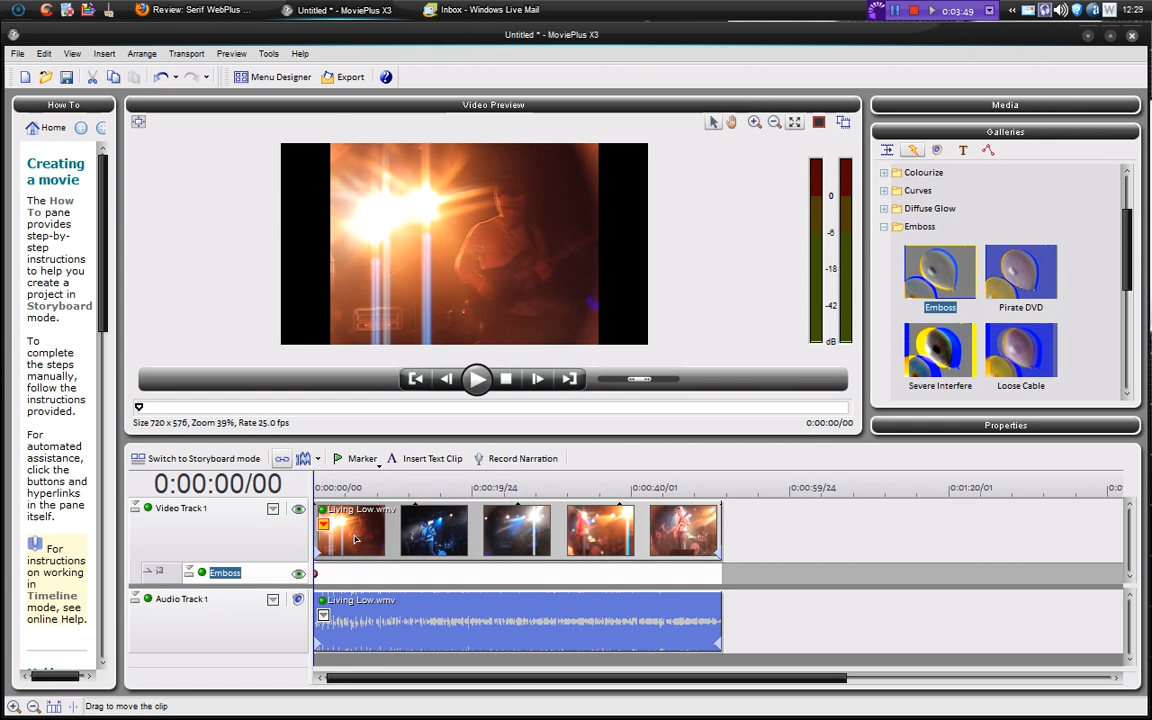 Review: Serif WebPlus ...
Untitled * - MoviePlus X3
Inbox - Windows Live Mail
0:03:49
12:29
Untitled * - MoviePlus X3
File Edit View Insert Arrange Transport Preview Tools Help
Menu Designer Export
How To
Home
Creating
a movie
The How
To pane
provides
step-by-
step
instructions
to help you
create a
project in
Storyboard
mode.
To
complete
the steps
manually,
follow the
instructions
provided.
For
automated
assistance,
click the
buttons and
hyperlinks
in the pane
itself.
For
instructions
on working
in
Timeline
mode, see
online Help.
Video Preview
0
-6
-18
-42
dB
Size 720 x 576, Zoom 39%, Rate 25.0 fps
0:00:00/00
Media
Galleries
Colourize
Curves
Diffuse Glow
Emboss
Emboss Pirate DVD
Severe Interfere Loose Cable
Properties
Switch to Storyboard mode Marker Insert Text Clip Record Narration
0:00:00/00
0:00:00/00 0:00:19/24 0:00:40/01 0:00:59/24 0:01:20/01
Video Track 1
Living Low.wmv
Emboss
Audio Track 1
Living Low.wmv
Drag to move the clip